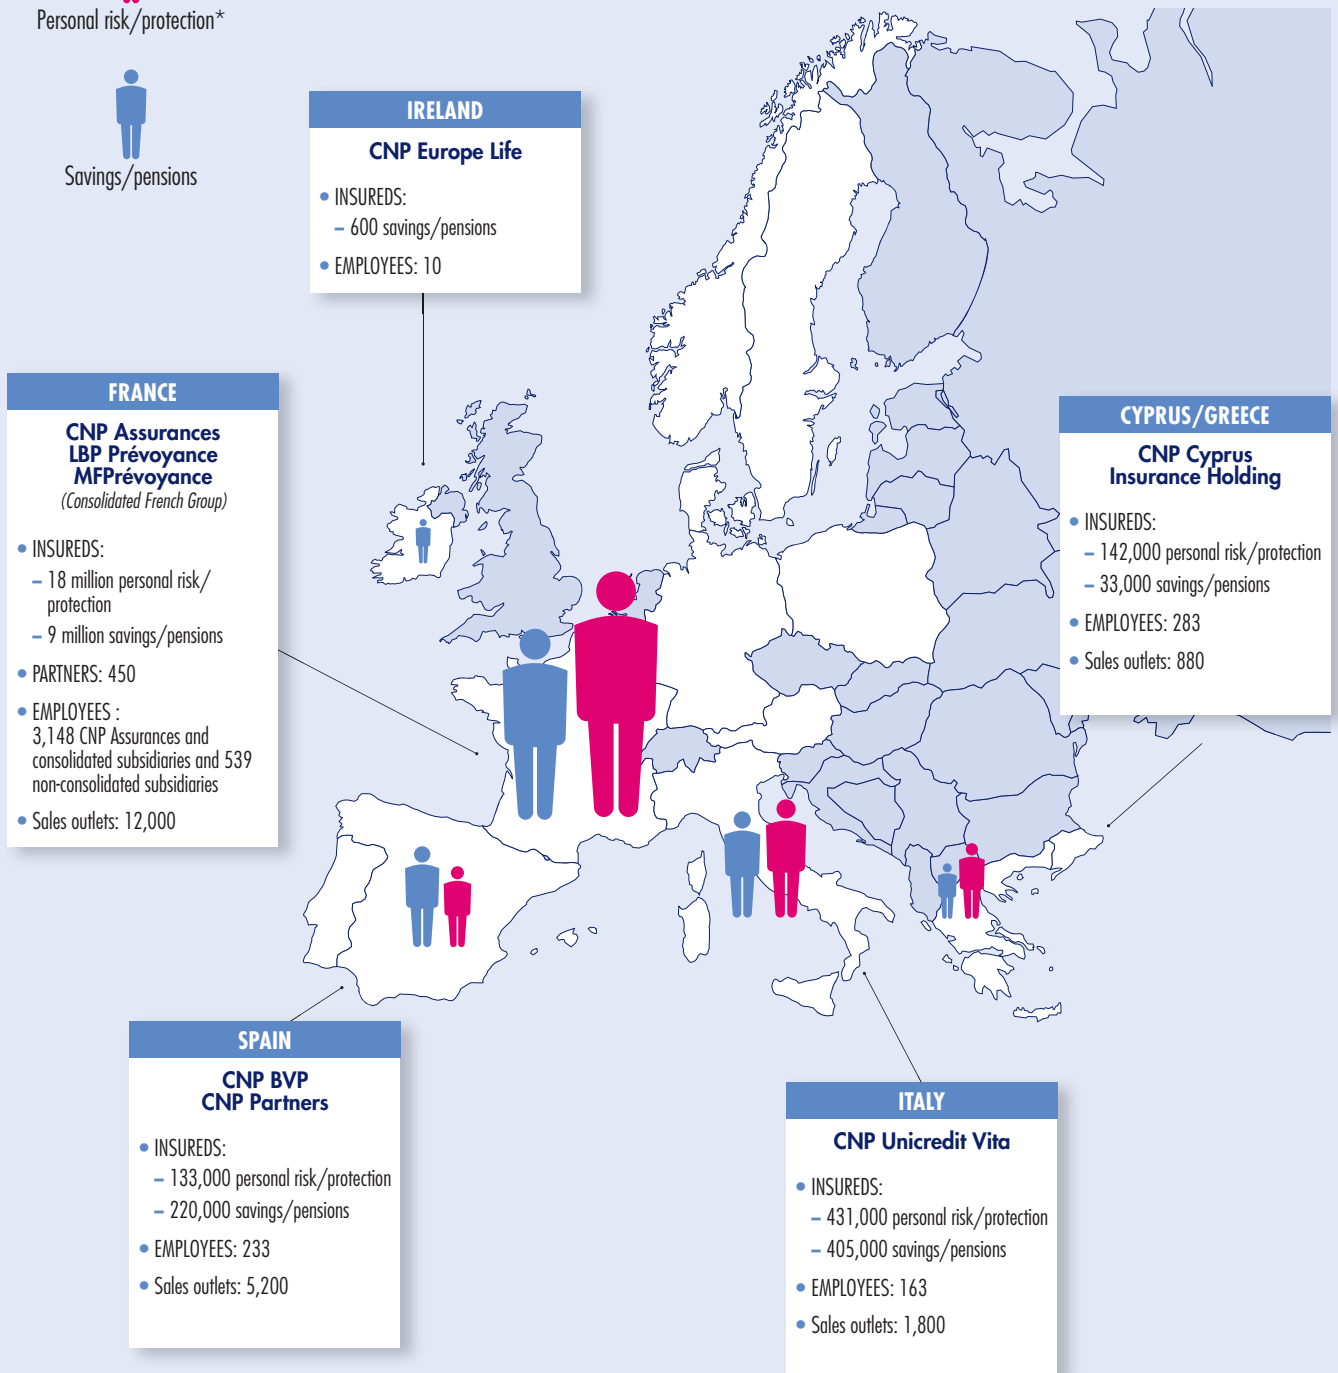 Personal risk/protection*
Savings/pensions
IRELAND
CNP Europe Life
• INSUREDS:
– 600 savings/pensions
• EMPLOYEES: 10
FRANCE
CNP Assurances
LBP Prévoyance
MFPrévoyance
(Consolidated French Group)
• INSUREDS:
– 18 million personal risk/
protection
– 9 million savings/pensions
• PARTNERS: 450
• EMPLOYEES :
3,148 CNP Assurances and
consolidated subsidiaries and 539
non-consolidated subsidiaries
• Sales outlets: 12,000
CYPRUS/GREECE
CNP Cyprus
Insurance Holding
• INSUREDS:
– 142,000 personal risk/protection
– 33,000 savings/pensions
• EMPLOYEES: 283
• Sales outlets: 880
SPAIN
CNP BVP
CNP Partners
• INSUREDS:
– 133,000 personal risk/protection
– 220,000 savings/pensions
• EMPLOYEES: 233
• Sales outlets: 5,200
ITALY
CNP Unicredit Vita
• INSUREDS:
– 431,000 personal risk/protection
– 405,000 savings/pensions
• EMPLOYEES: 163
• Sales outlets: 1,800